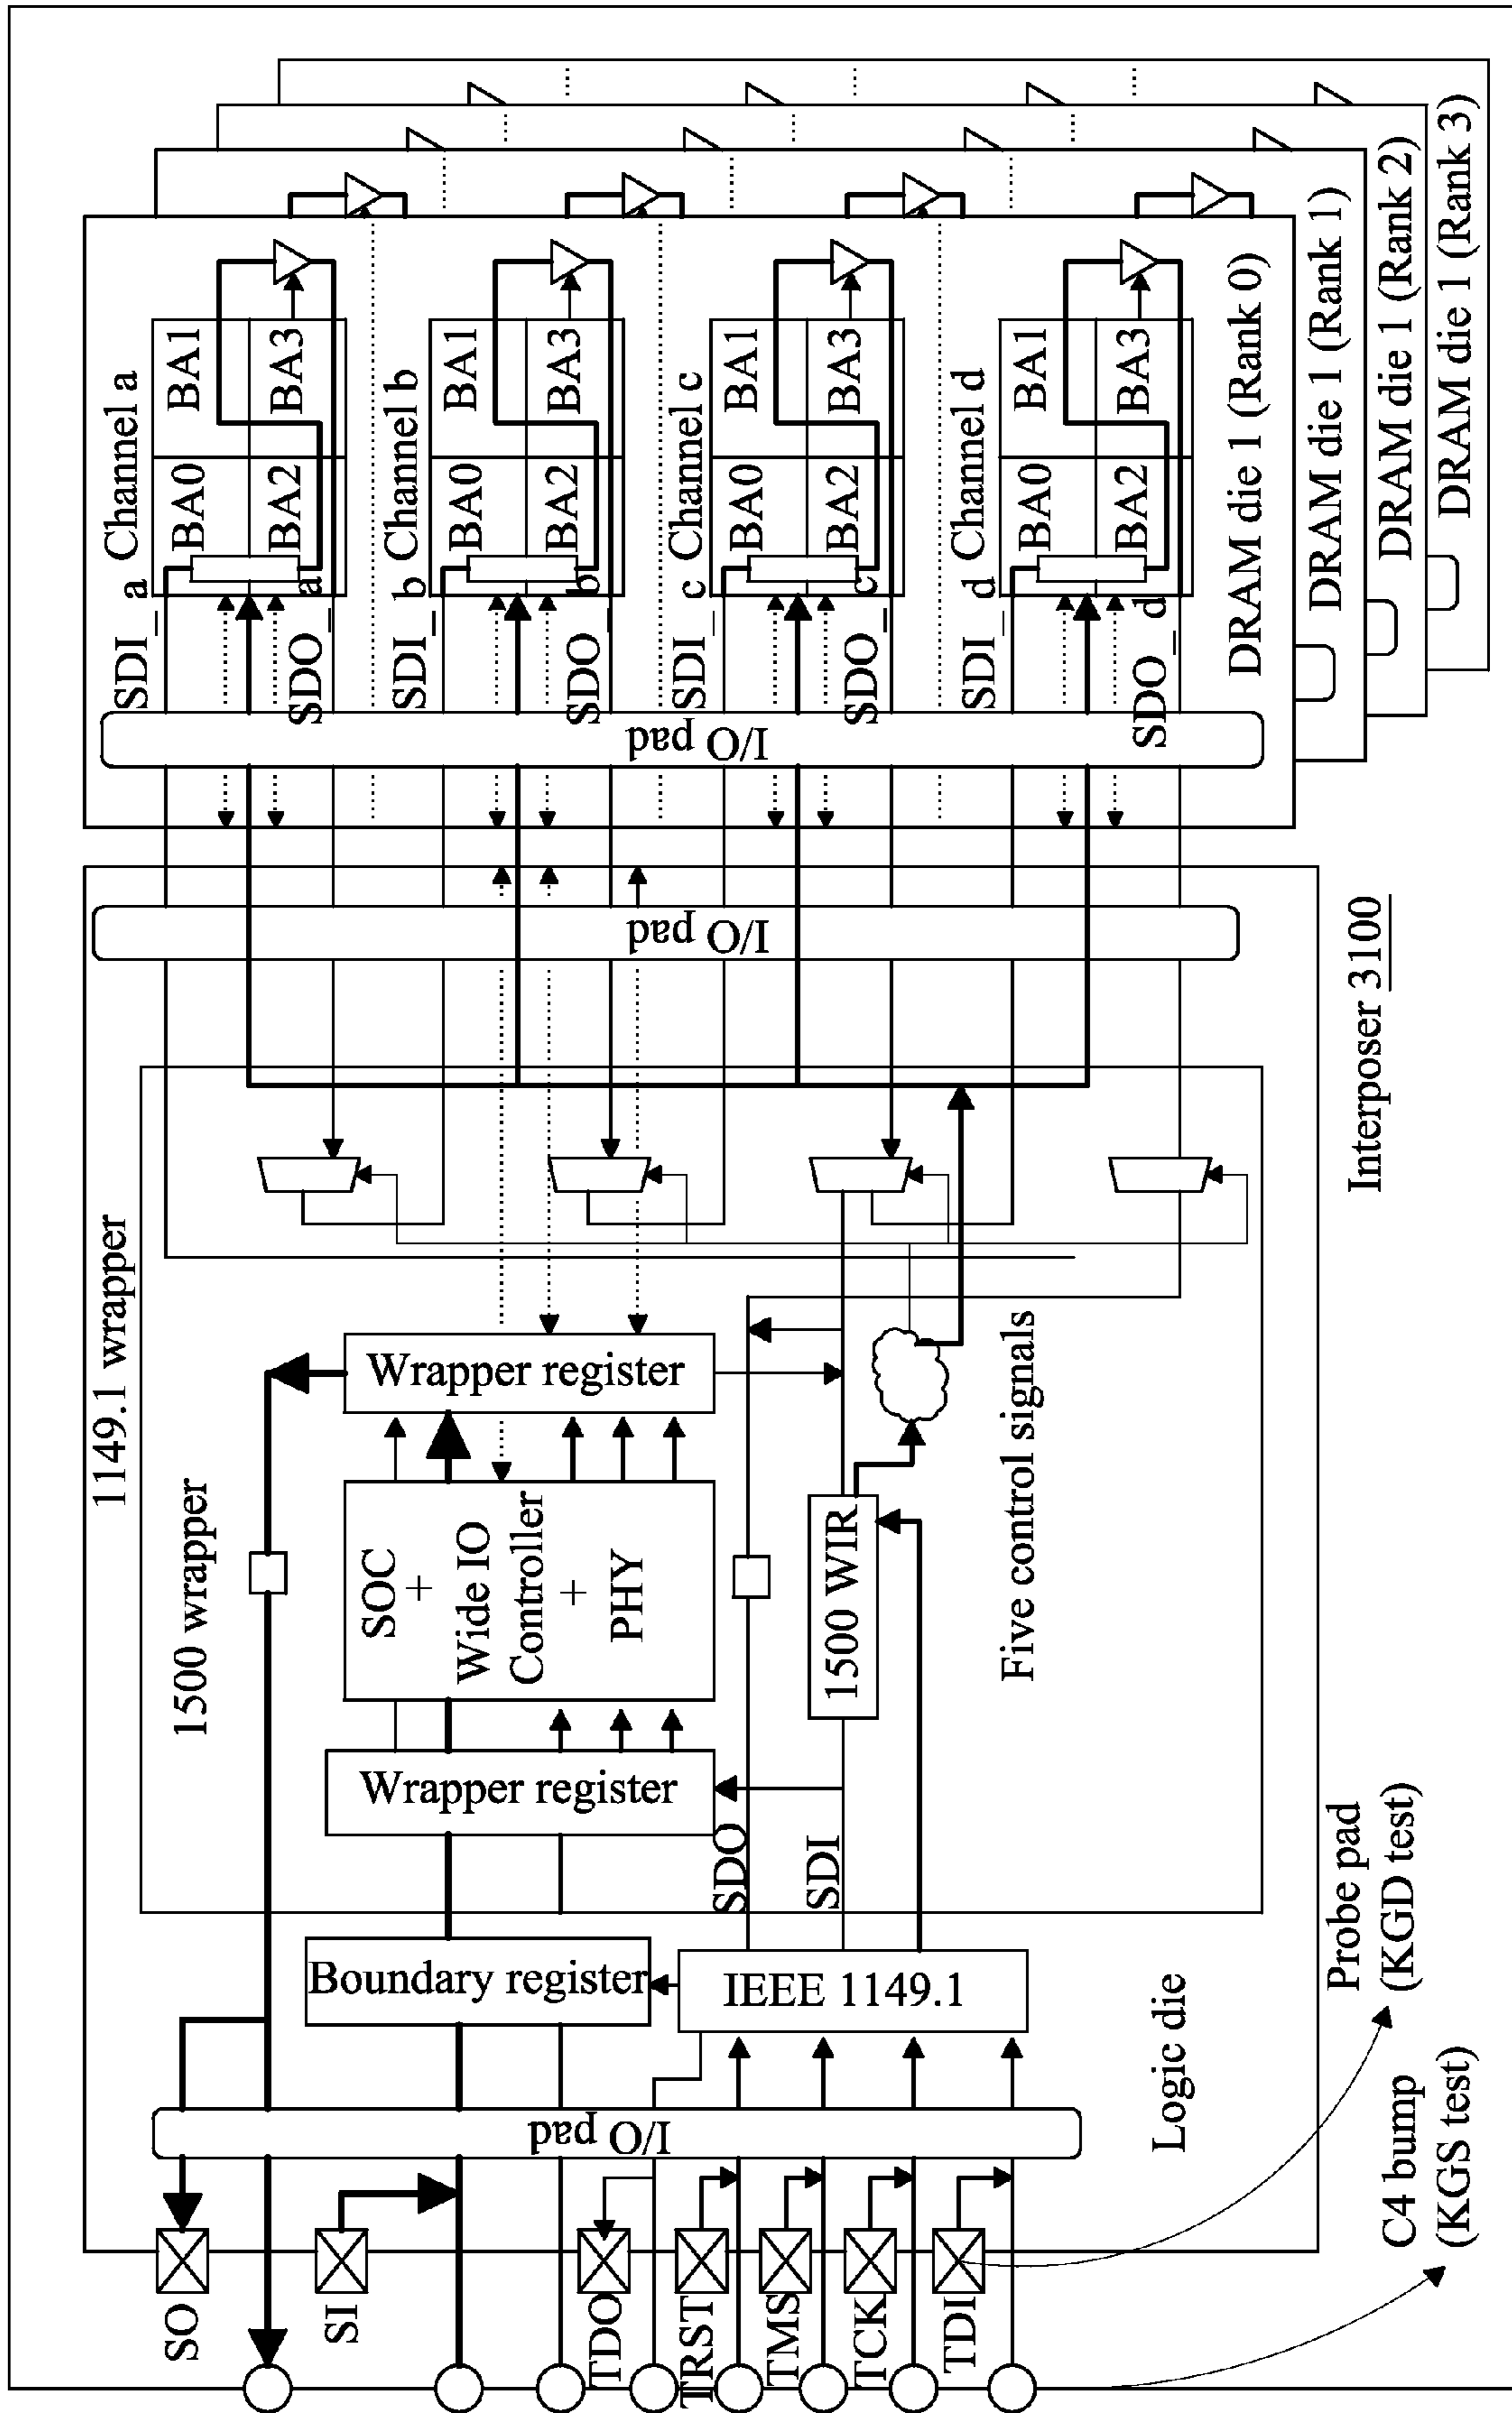 Channel a
BA0
BA1
BA2
BA3
SDI_a
SDO_a
Channel b
BA0
BA1
BA2
BA3
SDI_b
SDO_b
Channel c
BA0
BA1
BA2
BA3
SDI_c
SDO_c
Channel d
BA0
BA1
BA2
BA3
SDI_d
SDO_d
I/O pad
DRAM die 1 (Rank 0)
DRAM die 1 (Rank 1)
DRAM die 1 (Rank 2)
DRAM die 1 (Rank 3)
I/O pad
Interposer 3100
1149.1 wrapper
1500 wrapper
Wrapper register
SOC
+
Wide IO
Controller
+
PHY
Wrapper register
1500 WIR
Five control signals
SDO
SDI
Boundary register
IEEE 1149.1
Logic die
I/O pad
SO
SI
TDO
TRST
TMS
TCK
TDI
Probe pad
(KGD test)
C4 bump
(KGS test)